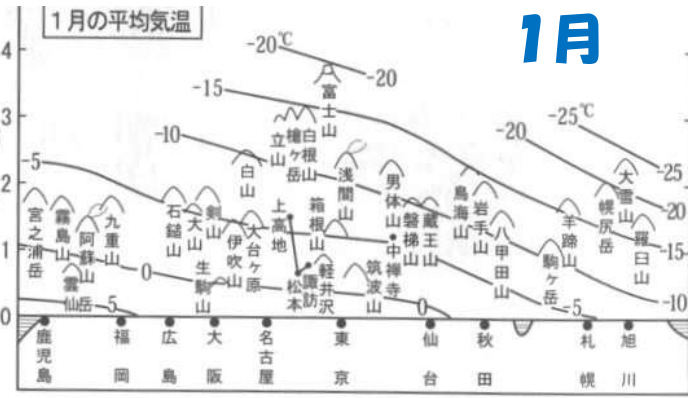 1月の平均気温
1月
4
3
2
1
0
-20℃
-20
-15
-10
-5
-25℃
-20
-25
-20
-15
-10
-5
0
0
5
富士山
立山
槍ヶ岳
白根山
白山
浅間山
男体山
鳥海山
岩手山
大雪山
幌尻岳
羅臼山
羊蹄山
駒ヶ岳
八甲田山
蔵王山
磐梯山
中禅寺
筑波山
箱根山
軽井沢
諏訪
松本
上高地
大台ヶ原
伊吹山
生駒山
剣山
大山
石鎚山
九重山
阿蘇山
雲仙岳
霧島山
宮之浦岳
鹿児島
福岡
広島
大阪
名古屋
東京
仙台
秋田
札幌
旭川